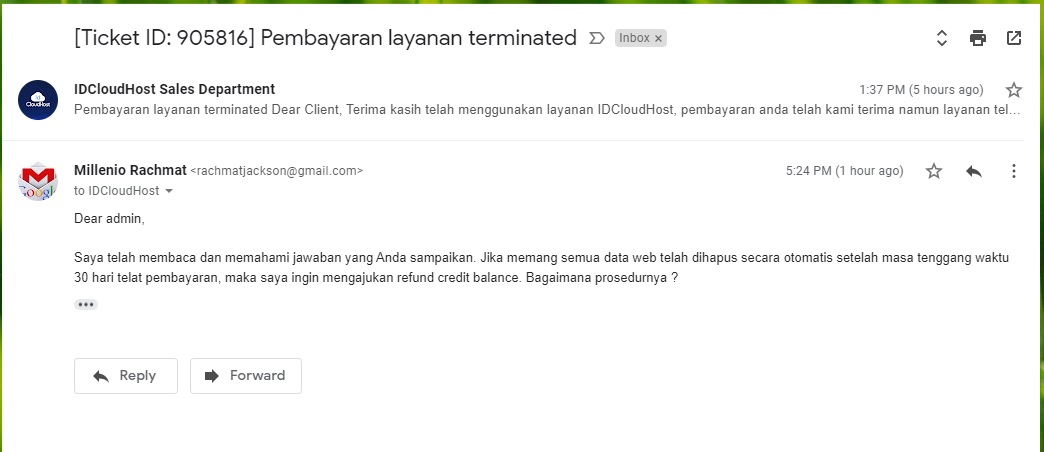 [Ticket ID: 905816] Pembayaran layanan terminated
Inbox ×
IDCloudHost Sales Department
1:37 PM (5 hours ago)
CloudHost
Pembayaran layanan terminated Dear Client, Terima kasih telah menggunakan layanan IDCloudHost, pembayaran anda telah kami terima namun layanan tel...
Millenio Rachmat <rachmatjackson@gmail.com>
5:24 PM (1 hour ago)
to IDCloudHost
Dear admin,
Saya telah membaca dan memahami jawaban yang Anda sampaikan. Jika memang semua data web telah dihapus secara otomatis setelah masa tenggang waktu
30 hari telat pembayaran, maka saya ingin mengajukan refund credit balance. Bagaimana prosedurnya ?
Reply
Forward